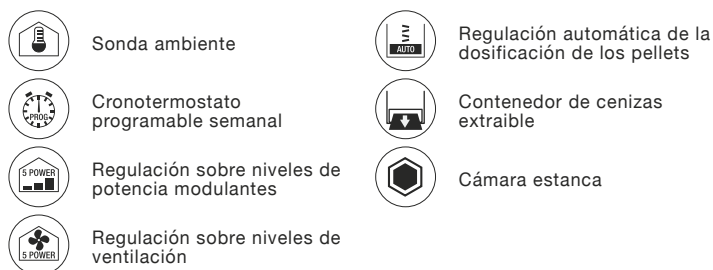 Sonda ambiente
PROG.
Cronotermostato
programable semanal
5 POWER
Regulación sobre niveles de
potencia modulantes
5 POWER
Regulación sobre niveles de
ventilación
AUTO
Regulación automática de la
dosificación de los pellets
Contenedor de cenizas
extraible
Cámara estanca